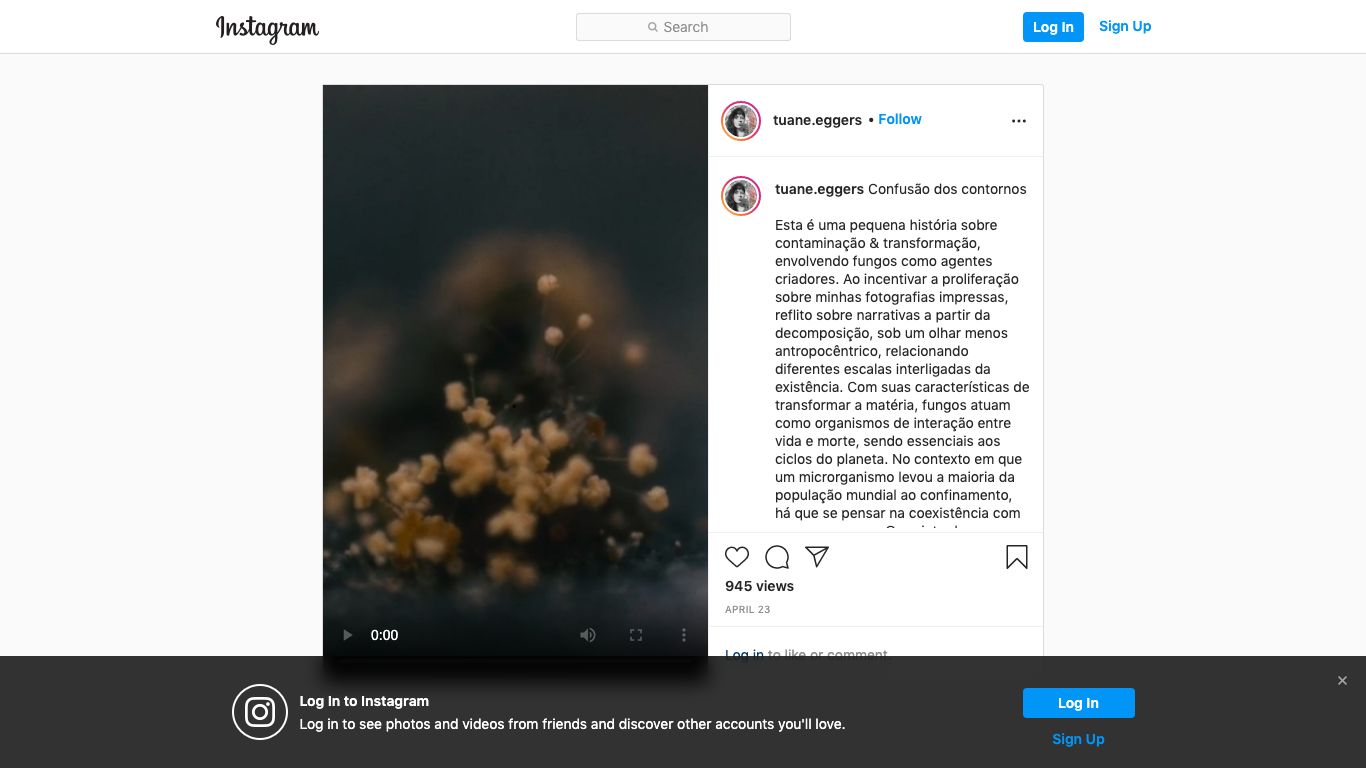 Instagram
Search
Log In
Sign Up
tuane.eggers • Follow
tuane.eggers Confusão dos contornos
Esta é uma pequena história sobre
contaminação & transformação,
envolvendo fungos como agentes
criadores. Ao incentivar a proliferação
sobre minhas fotografias impressas,
reflito sobre narrativas a partir da
decomposição, sob um olhar menos
antropocêntrico, relacionando
diferentes escalas interligadas da
existência. Com suas características de
transformar a matéria, fungos atuam
como organismos de interação entre
vida e morte, sendo essenciais aos
ciclos do planeta. No contexto em que
um microrganismo levou a maioria da
população mundial ao confinamento,
há que se pensar na coexistência com
945 views
APRIL 23
0:00
Log in to like or comment.
Log In to Instagram
Log in to see photos and videos from friends and discover other accounts you'll love.
Log In
Sign Up